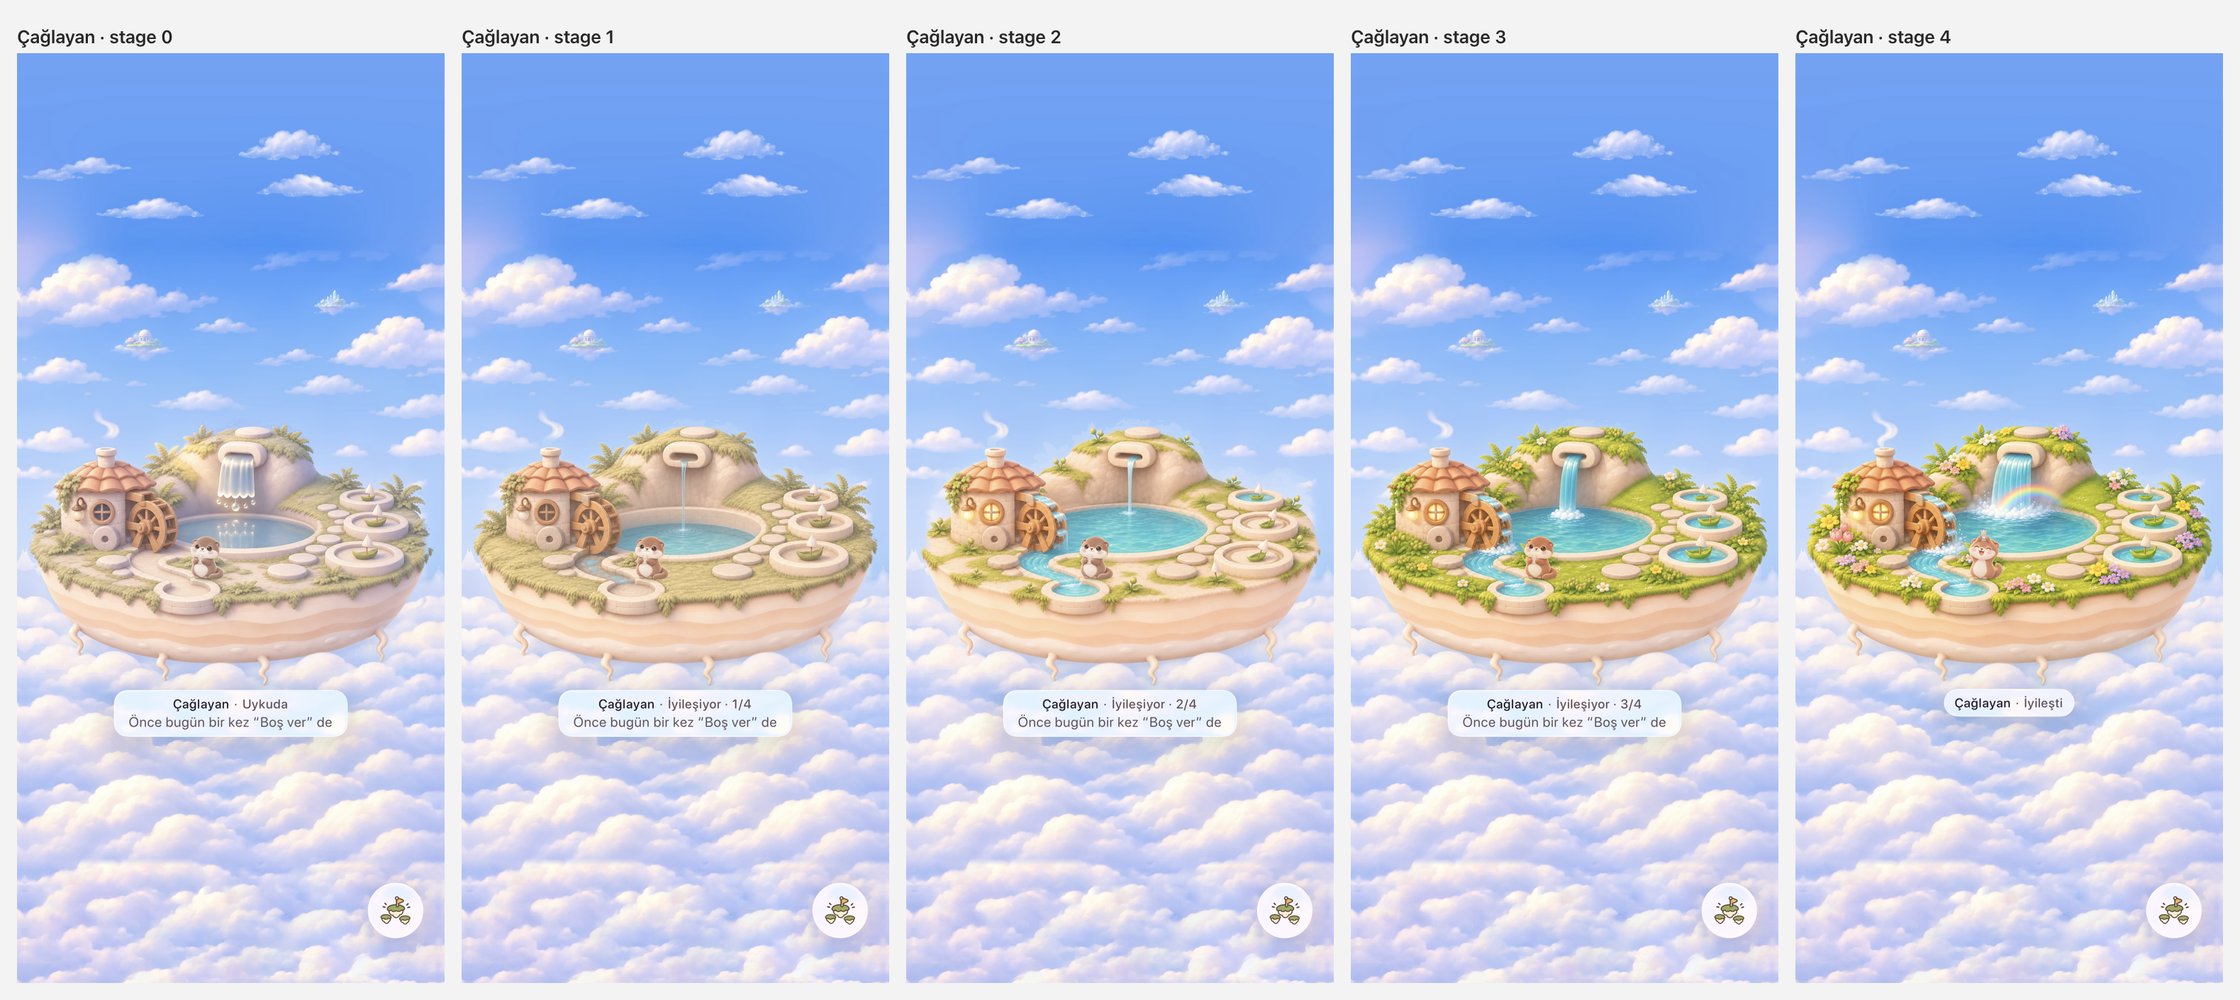 Çağlayan · stage 0
Çağlayan · Uykuda
Önce bugün bir kez “Boş ver” de
Çağlayan · stage 1
Çağlayan · İyileşiyor · 1/4
Önce bugün bir kez “Boş ver” de
Çağlayan · stage 2
Çağlayan · İyileşiyor · 2/4
Önce bugün bir kez “Boş ver” de
Çağlayan · stage 3
Çağlayan · İyileşiyor · 3/4
Önce bugün bir kez “Boş ver” de
Çağlayan · stage 4
Çağlayan · İyileşti